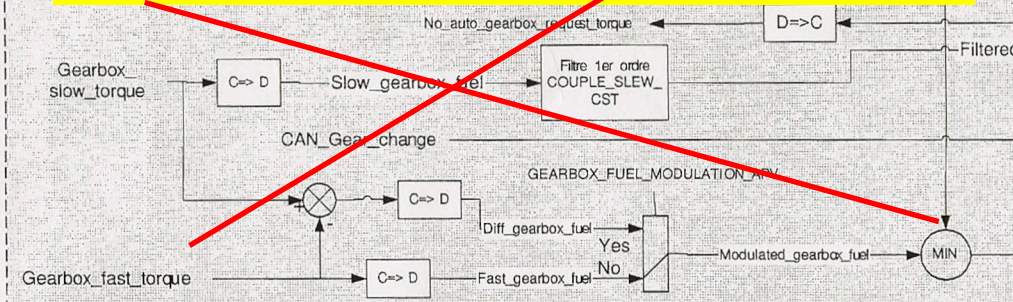 No_auto_gearbox_request_torque
D=>C
Filtered
Gearbox_
slow_torque
C=> D
Slow_gearbox_fuel
Filtre 1er ordre
COUPLE_SLEW_
CST
CAN_Gear_change
GEARBOX_FUEL_MODULATION_APV
C=> D
+
-
Diff_gearbox_fuel
Yes
No
Modulated_gearbox_fuel
MIN
Gearbox_fast_torque
C=> D
Fast_gearbox_fuel